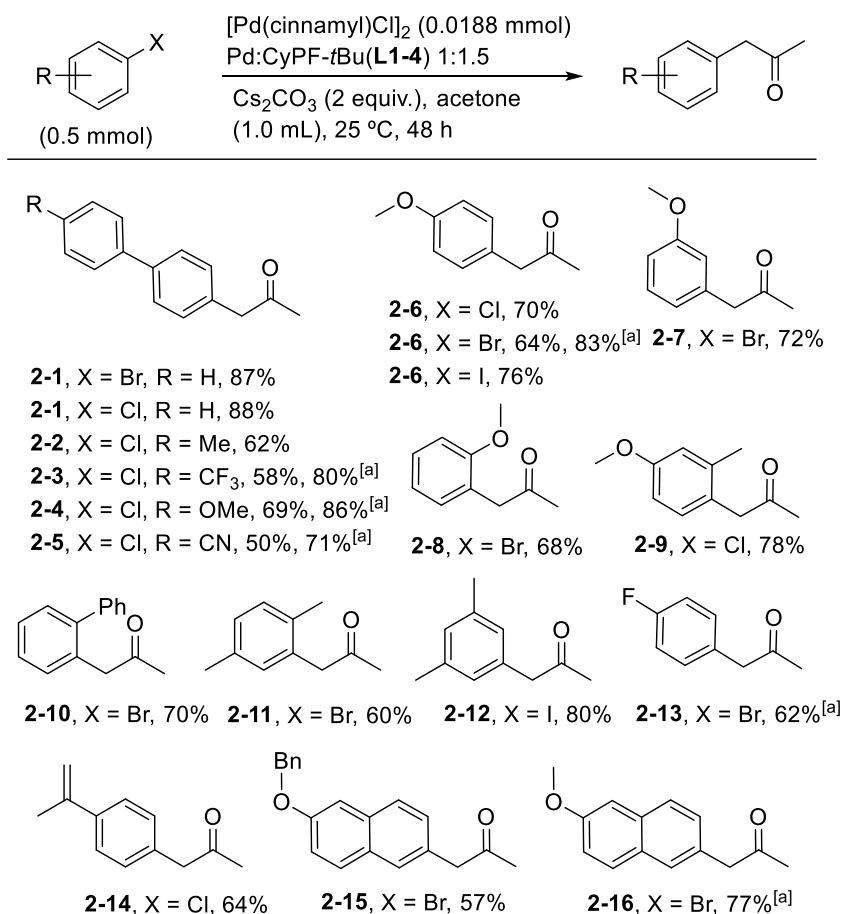 [Pd(cinnamyl)Cl]₂ (0.0188 mmol)
Pd:CyPF-tBu(L1-4) 1:1.5
Cs₂CO₃ (2 equiv.), acetone
(1.0 mL), 25 ºC, 48 h
X
R
(0.5 mmol)
R
O
R
O
2-1, X = Br, R = H, 87%
2-1, X = Cl, R = H, 88%
2-2, X = Cl, R = Me, 62%
2-3, X = Cl, R = CF₃, 58%, 80%[a]
2-4, X = Cl, R = OMe, 69%, 86%[a]
2-5, X = Cl, R = CN, 50%, 71%[a]
O
O
2-6, X = Cl, 70%
2-6, X = Br, 64%, 83%[a]
2-6, X = I, 76%
O
O
2-7, X = Br, 72%
O
O
2-8, X = Br, 68%
O
O
2-9, X = Cl, 78%
Ph
O
2-10, X = Br, 70%
O
2-11, X = Br, 60%
O
2-12, X = I, 80%
F
O
2-13, X = Br, 62%[a]
O
2-14, X = Cl, 64%
Bn
O
O
2-15, X = Br, 57%
O
O
2-16, X = Br, 77%[a]